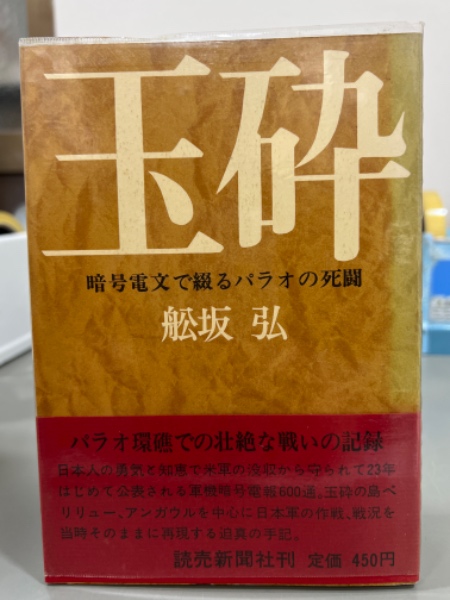 玉砕
暗号電文で綴るパラオの死闘
舩坂 弘
パラオ環礁での壮絶な戦いの記録
日本人の勇気と知恵で米軍の没収から守られて23年
はじめて公表される軍機暗号電報600通。玉砕の島ペ
リリュー、アンガウルを中心に日本軍の作戦、戦況を
当時そのままに再現する迫真の手記。
読売新聞社刊 定価 450円